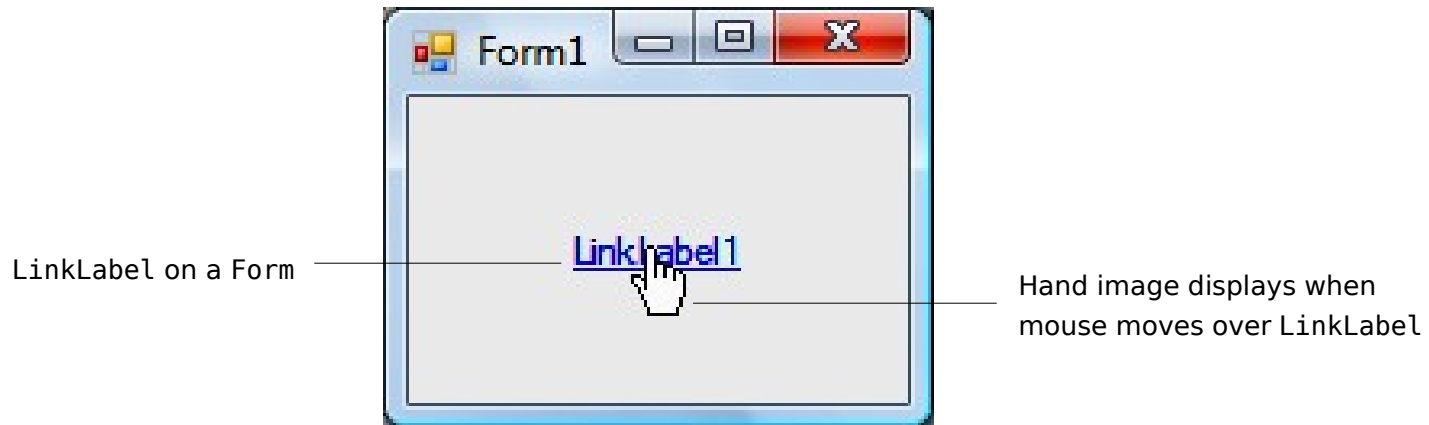 Form1
LinkLabel1
LinkLabel on a Form
Hand image displays when
mouse moves over LinkLabel